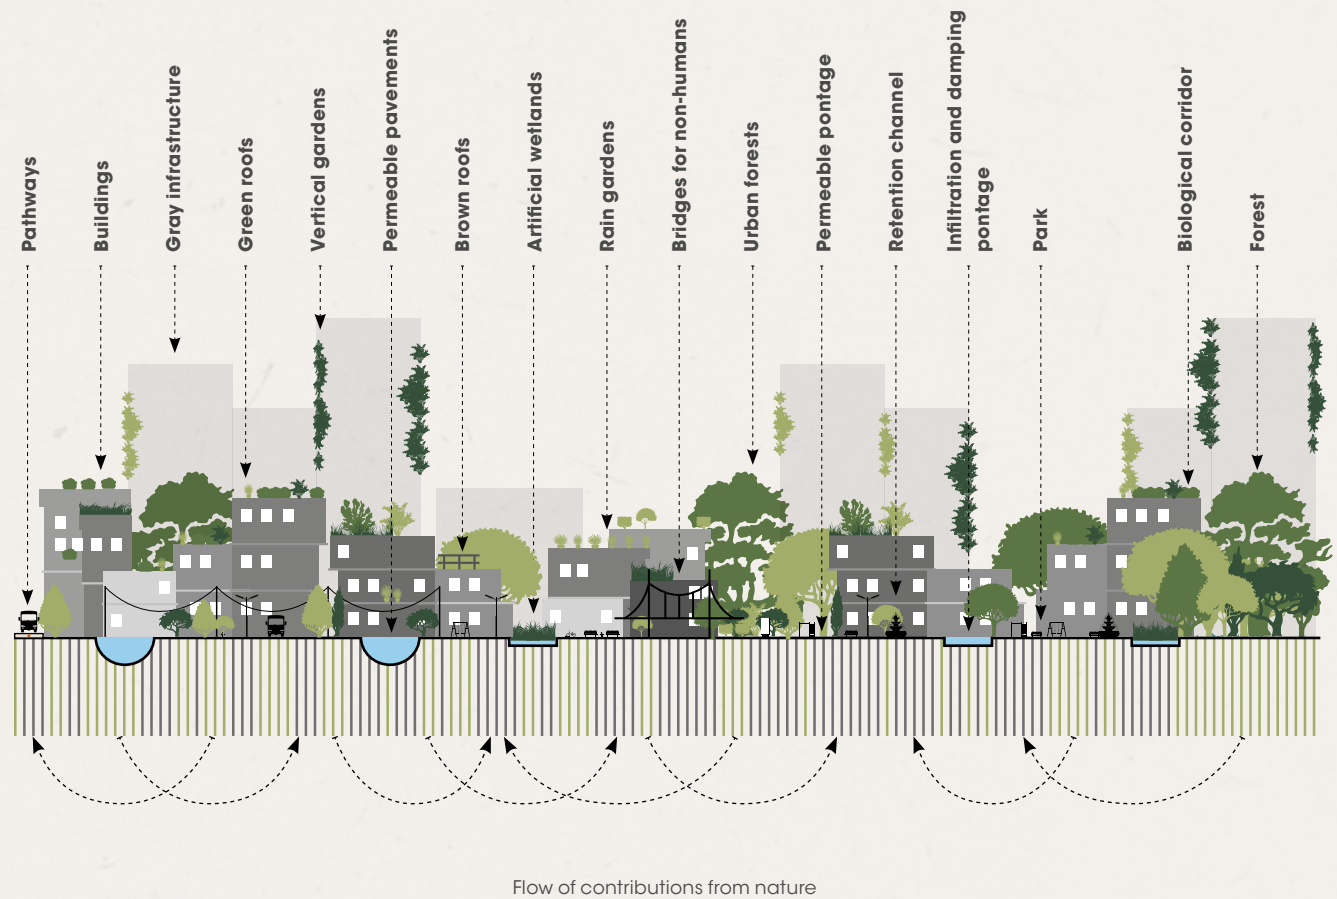 Pathways
Buildings
Gray infrastructure
Green roofs
Vertical gardens
Permeable pavements
Brown roofs
Artificial wetlands
Rain gardens
Bridges for non-humans
Urban forests
Permeable pontage
Retention channel
Infiltration and damping
pontage
Park
Biological corridor
Forest
Flow of contributions from nature